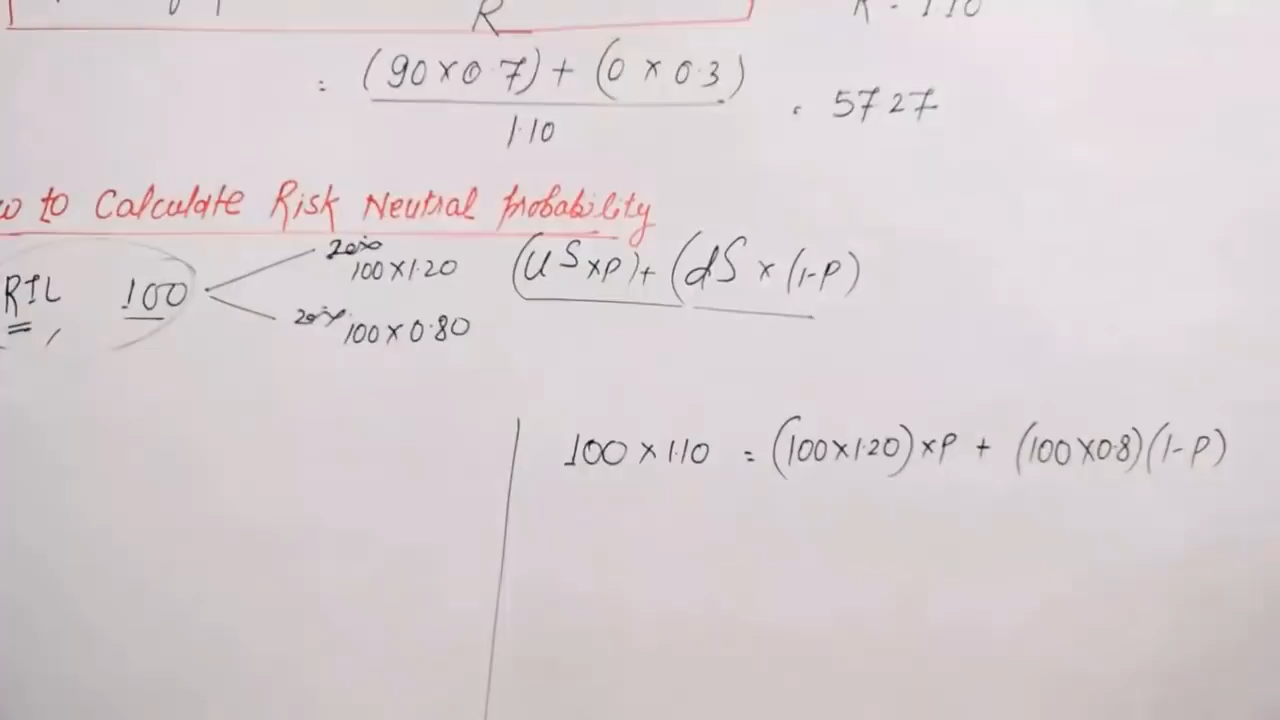 R
R = 1.10
= (90 x 0.7) + (0 x 0.3) = 57.27
1.10
to Calculate Risk Neutral Probability
20%
100 x 1.20
(US x P) + (dS x (1-P)
RIL 100
20%
100 x 0.80
100 x 1.10 = (100 x 1.20) x P + (100 x 0.8) (1-P)